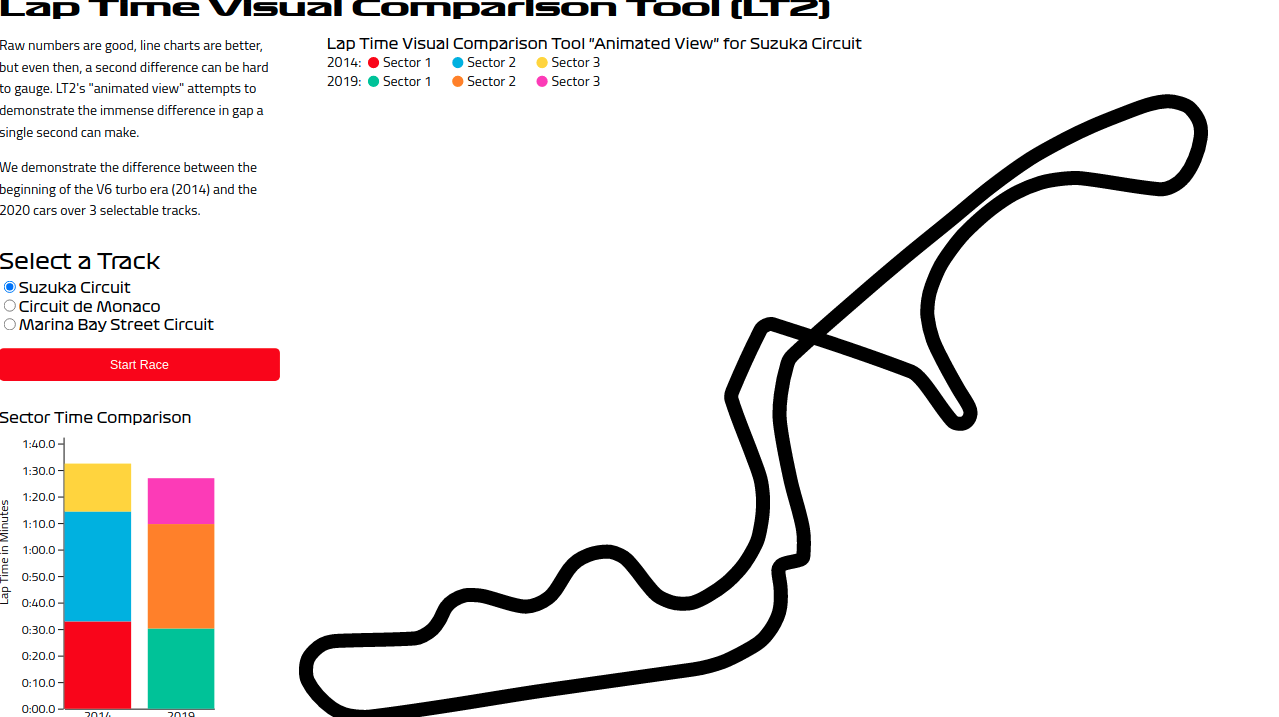 Lap Time Visual Comparison Tool (LT2)
Raw numbers are good, line charts are better,
but even then, a second difference can be hard
to gauge. LT2's "animated view" attempts to
demonstrate the immense difference in gap a
single second can make.
We demonstrate the difference between the
beginning of the V6 turbo era (2014) and the
2020 cars over 3 selectable tracks.
Select a Track
Suzuka Circuit
Circuit de Monaco
Marina Bay Street Circuit
Start Race
Sector Time Comparison
Lap Time in Minutes
1:40.0
1:30.0
1:20.0
1:10.0
1:00.0
0:50.0
0:40.0
0:30.0
0:20.0
0:10.0
0:00.0
2014 2019
Lap Time Visual Comparison Tool "Animated View" for Suzuka Circuit
2014: Sector 1 Sector 2 Sector 3
2019: Sector 1 Sector 2 Sector 3